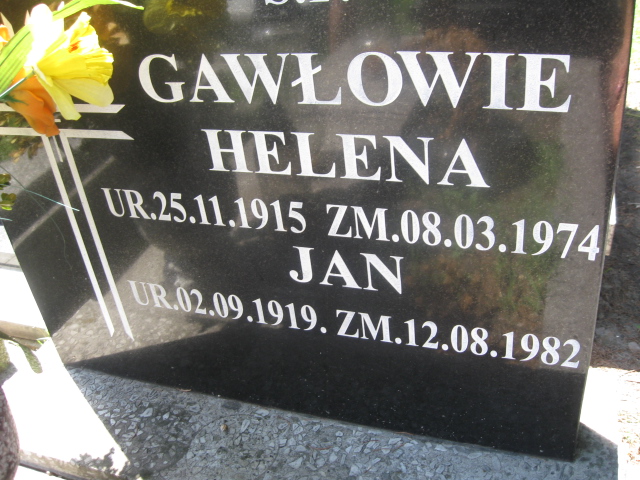 GAWŁOWIE
HELENA
UR.25.11.1915 ZM.08.03.1974
JAN
UR.02.09.1919. ZM.12.08.1982